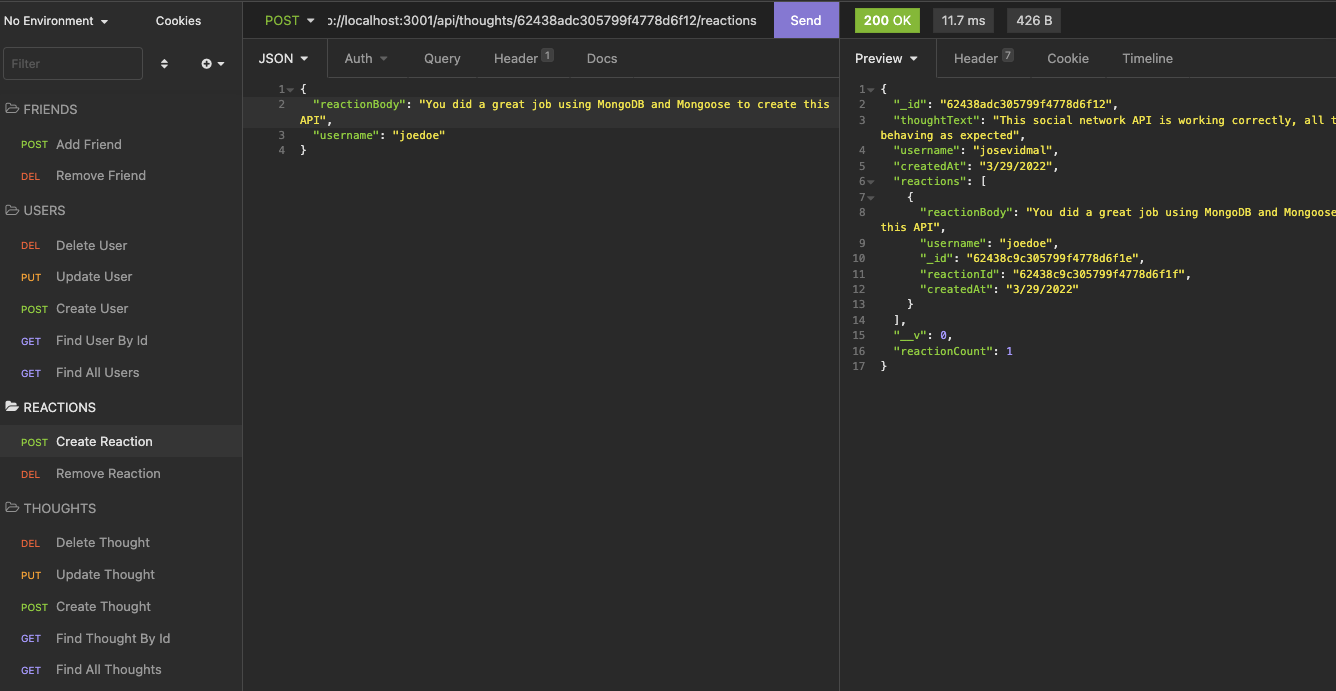 No Environment
Cookies
Filter
FRIENDS
POST Add Friend
DEL Remove Friend
USERS
DEL Delete User
PUT Update User
POST Create User
GET Find User By Id
GET Find All Users
REACTIONS
POST Create Reaction
DEL Remove Reaction
THOUGHTS
DEL Delete Thought
PUT Update Thought
POST Create Thought
GET Find Thought By Id
GET Find All Thoughts
POST ://localhost:3001/api/thoughts/62438adc305799f4778d6f12/reactions Send
JSON Auth Query Header 1 Docs
1 {
2 "reactionBody": "You did a great job using MongoDB and Mongoose to create this
API",
3 "username": "joedoe"
4 }
200 OK 11.7 ms 426 B
Preview Header 7 Cookie Timeline
1 {
2 "_id": "62438adc305799f4778d6f12",
3 "thoughtText": "This social network API is working correctly, all t
behaving as expected",
4 "username": "josevidmal",
5 "createdAt": "3/29/2022",
6 "reactions": [
7 {
8 "reactionBody": "You did a great job using MongoDB and Mongoose
this API",
9 "username": "joedoe",
10 "_id": "62438c9c305799f4778d6f1e",
11 "reactionId": "62438c9c305799f4778d6f1f",
12 "createdAt": "3/29/2022"
13 }
14 ],
15 "__v": 0,
16 "reactionCount": 1
17 }